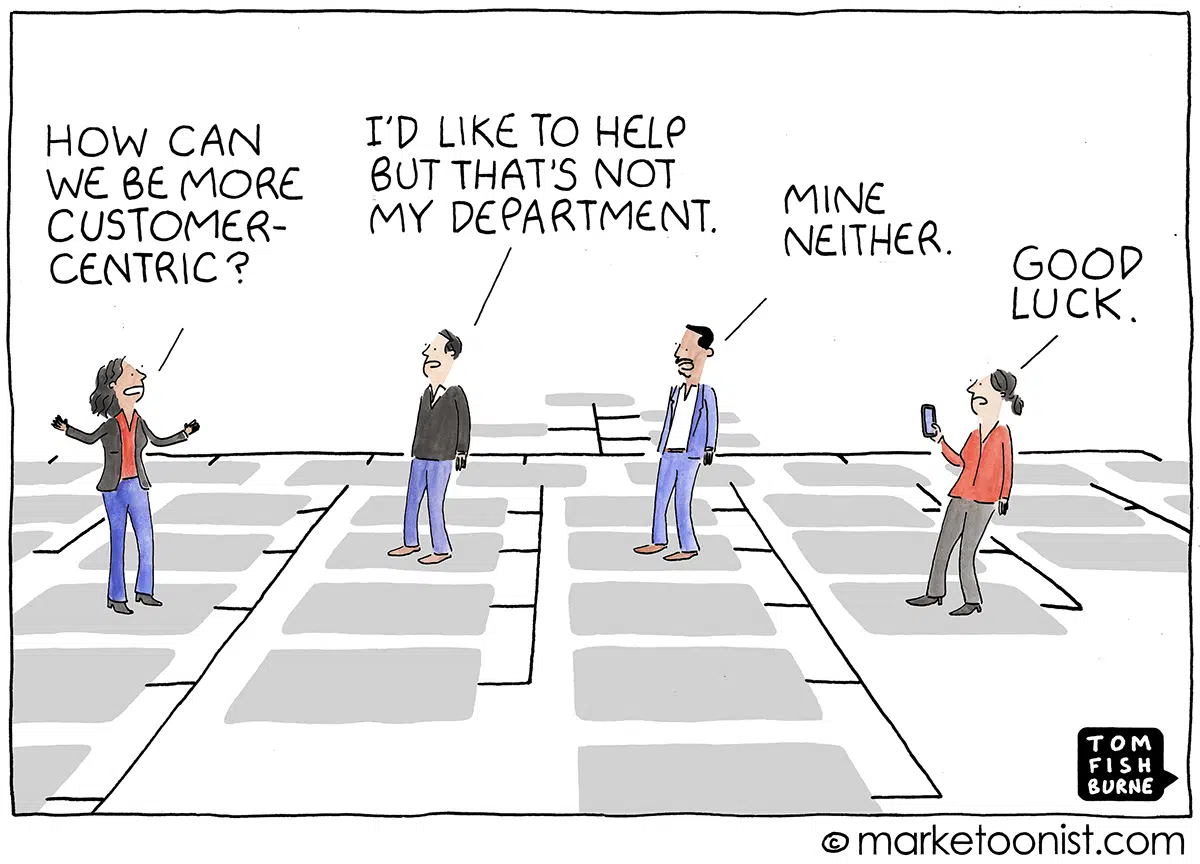 HOW CAN
WE BE MORE
CUSTOMER-
CENTRIC?
I'D LIKE TO HELP
BUT THAT'S NOT
MY DEPARTMENT.
MINE
NEITHER.
GOOD
LUCK.
TOM
FISH
BURNE
© marketoonist.com